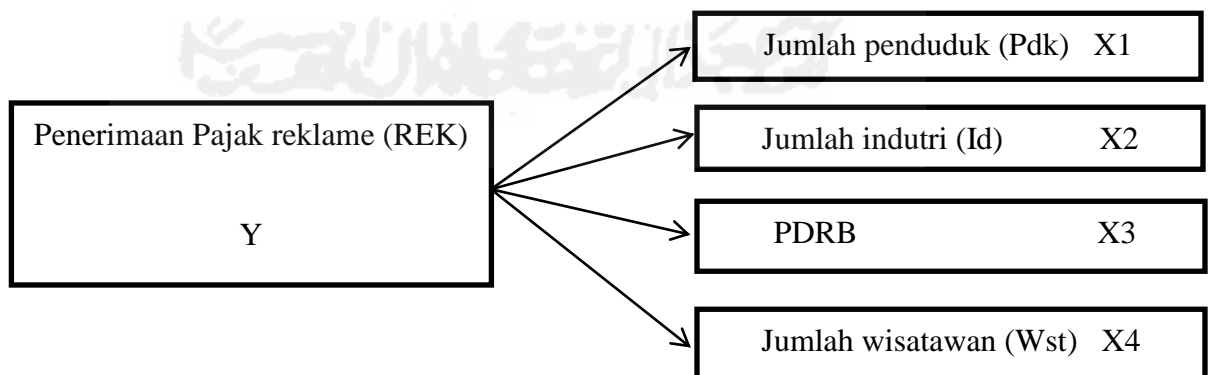 Jumlah penduduk (Pdk) X1
Penerimaan Pajak reklame (REK)
Y
Jumlah indutri (Id) X2
PDRB X3
Jumlah wisatawan (Wst) X4